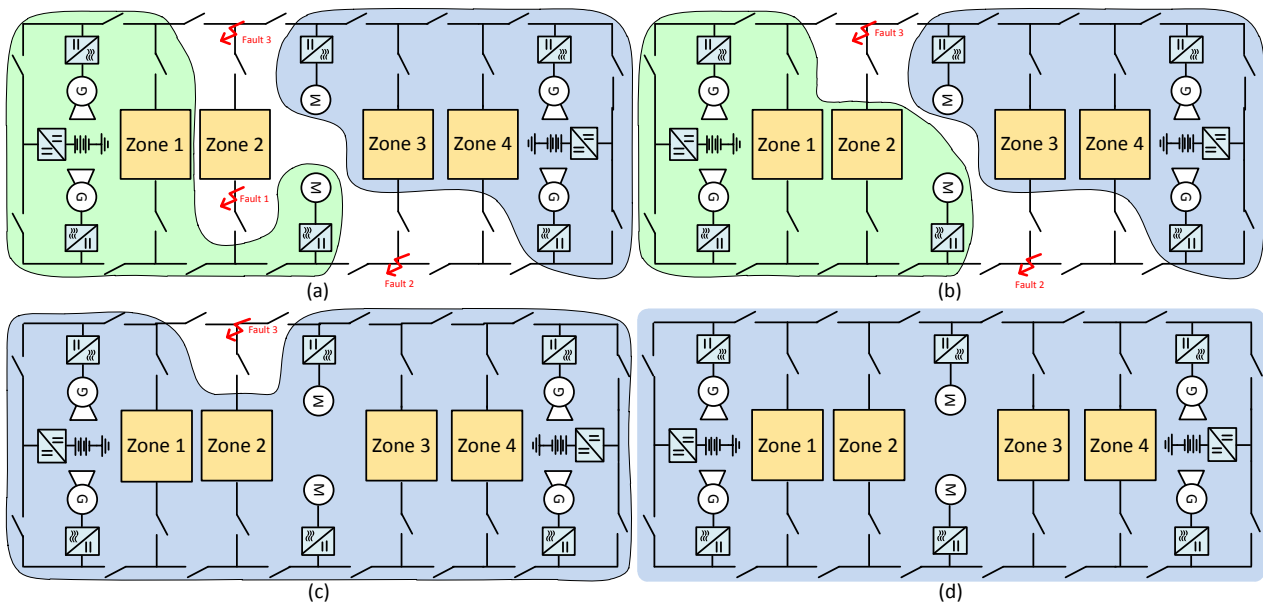 Fault 3
G
M
G
Zone 1
Zone 2
Zone 3
Zone 4
Fault 1
G
M
G
Fault 2
(a)
Fault 3
G
M
G
Zone 1
Zone 2
Zone 3
Zone 4
G
M
G
Fault 2
(b)
Fault 3
G
M
G
Zone 1
Zone 2
Zone 3
Zone 4
G
M
G
(c)
G
M
G
Zone 1
Zone 2
Zone 3
Zone 4
G
M
G
(d)